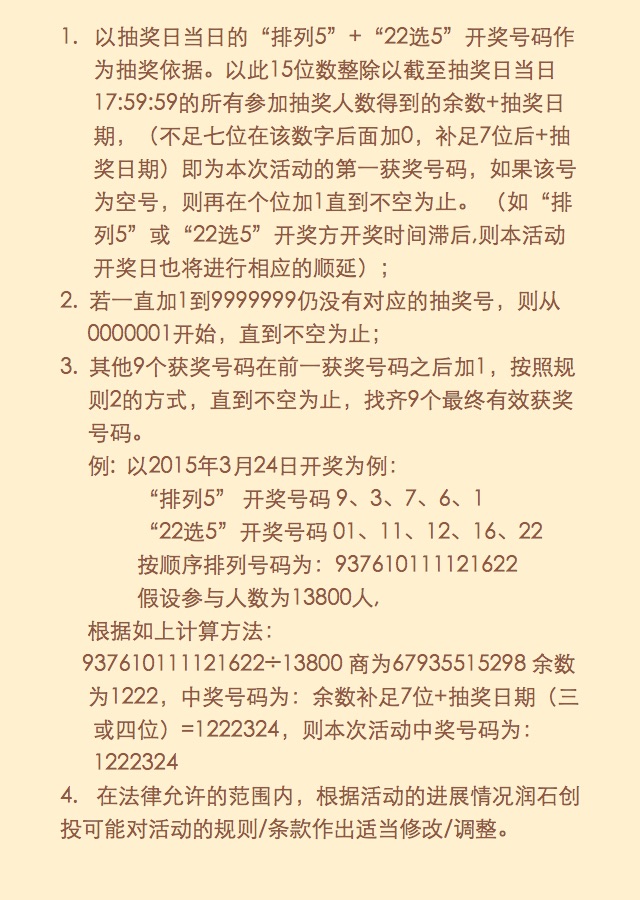 1. 以抽奖日当日的“排列5”+“22选5”开奖号码作
为抽奖依据。以此15位数整除以截至抽奖日当日
17:59:59的所有参加抽奖人数得到的余数+抽奖日
期，（不足七位在该数字后面加0，补足7位后+抽
奖日期）即为本次活动的第一获奖号码，如果该号
为空号，则再在个位加1直到不空为止。（如“排
列5”或“22选5”开奖方开奖时间滞后,则本活动
开奖日也将进行相应的顺延）；
2. 若一直加1到9999999仍没有对应的抽奖号，则从
0000001开始，直到不空为止；
3. 其他9个获奖号码在前一获奖号码之后加1，按照规
则2的方式，直到不空为止，找齐9个最终有效获奖
号码。
例: 以2015年3月24日开奖为例：
“排列5” 开奖号码 9、3、7、6、1
“22选5” 开奖号码 01、11、12、16、22
按顺序排列号码为：937610111121622
假设参与人数为13800人,
根据如上计算方法：
937610111121622÷13800 商为67935515298 余数
为1222，中奖号码为：余数补足7位+抽奖日期（三
或四位）=1222324，则本次活动中奖号码为：
1222324
4. 在法律允许的范围内，根据活动的进展情况润石创
投可能对活动的规则/条款作出适当修改/调整。